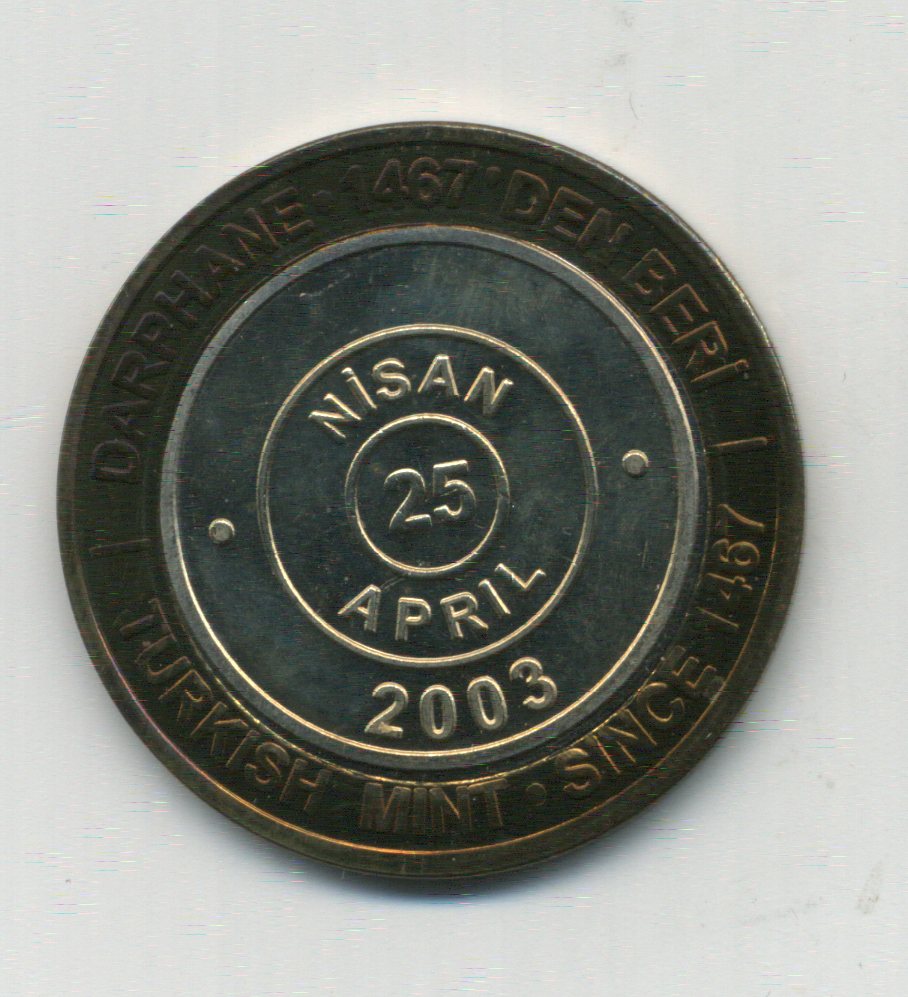 DARPHANE · 1467 · DEN BERİ
TURKISH MINT · SINCE 1467
NİSAN
25
APRIL
2003